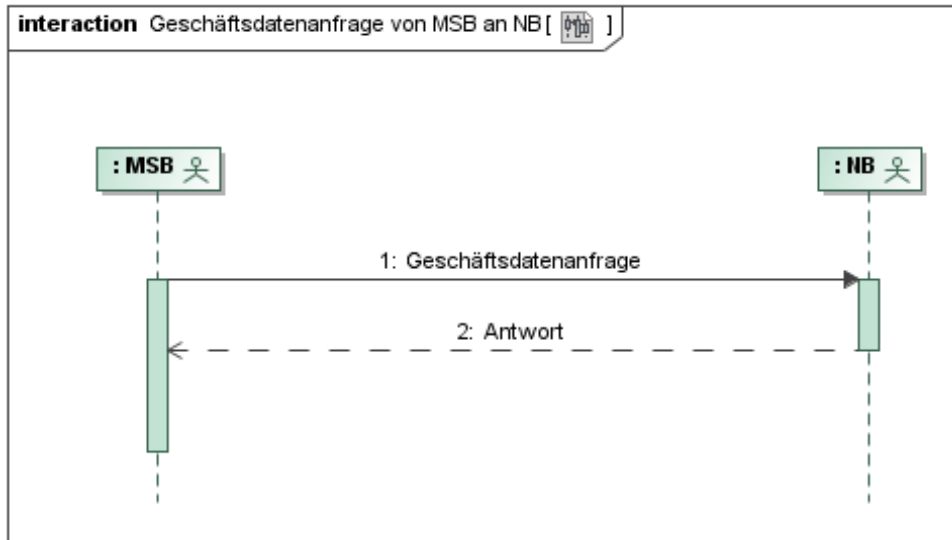 interaction Geschäftsdatenanfrage von MSB an NB [ ]
: MSB
: NB
1: Geschäftsdatenanfrage
2: Antwort